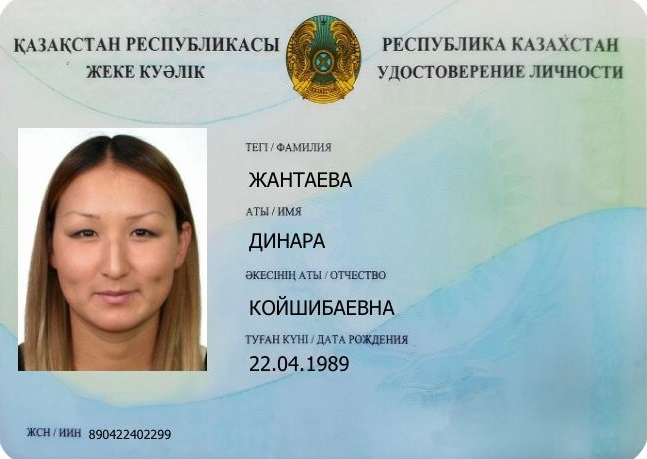 ҚАЗАҚСТАН РЕСПУБЛИКАСЫ
ЖЕКЕ КУӘЛІК
РЕСПУБЛИКА КАЗАХСТАН
УДОСТОВЕРЕНИЕ ЛИЧНОСТИ
ТЕГІ / ФАМИЛИЯ
ЖАНТАЕВА
АТЫ / ИМЯ
ДИНАРА
ӘКЕСІНІҢ АТЫ / ОТЧЕСТВО
КОЙШИБАЕВНА
ТУҒАН КҮНІ / ДАТА РОЖДЕНИЯ
22.04.1989
ЖСН / ИИН 890422402299